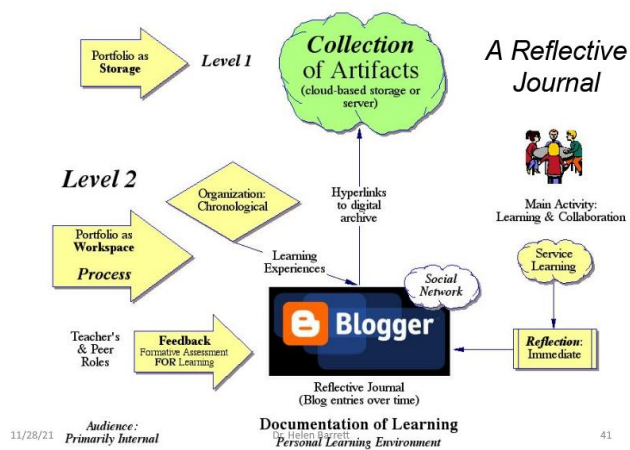 Portfolio as
Storage
Level 1
Collection
of Artifacts
(cloud-based storage or
server)
A Reflective
Journal
Level 2
Organization:
Chronological
Hyperlinks
to digital
archive
Main Activity:
Learning & Collaboration
Portfolio as
Workspace
Process
Learning
Experiences
Social
Network
Service
Learning
Blogger
Teacher's
& Peer
Roles
Feedback
Formative Assessment
FOR Learning
Reflection:
Immediate
Reflective Journal
(Blog entries over time)
Documentation of Learning
Personal Learning Environment
Audience:
Primarily Internal
11/28/21
Dr. Helen Barrett
41